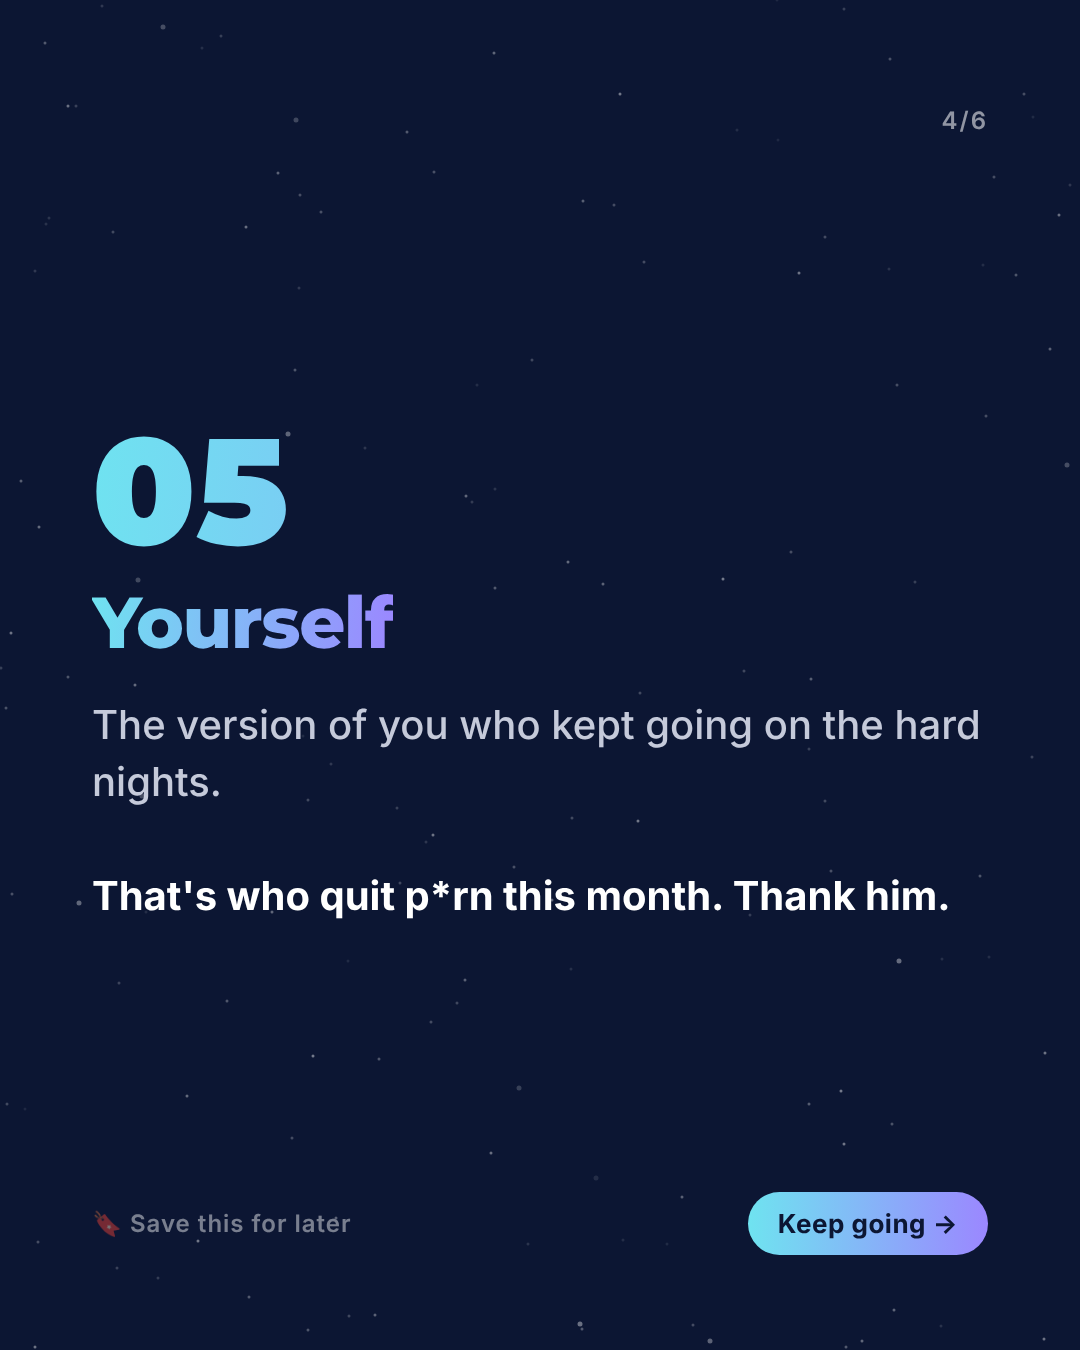 4/6
05
Yourself
The version of you who kept going on the hard
nights.
That's who quit p*rn this month. Thank him.
🔖 Save this for later
Keep going →